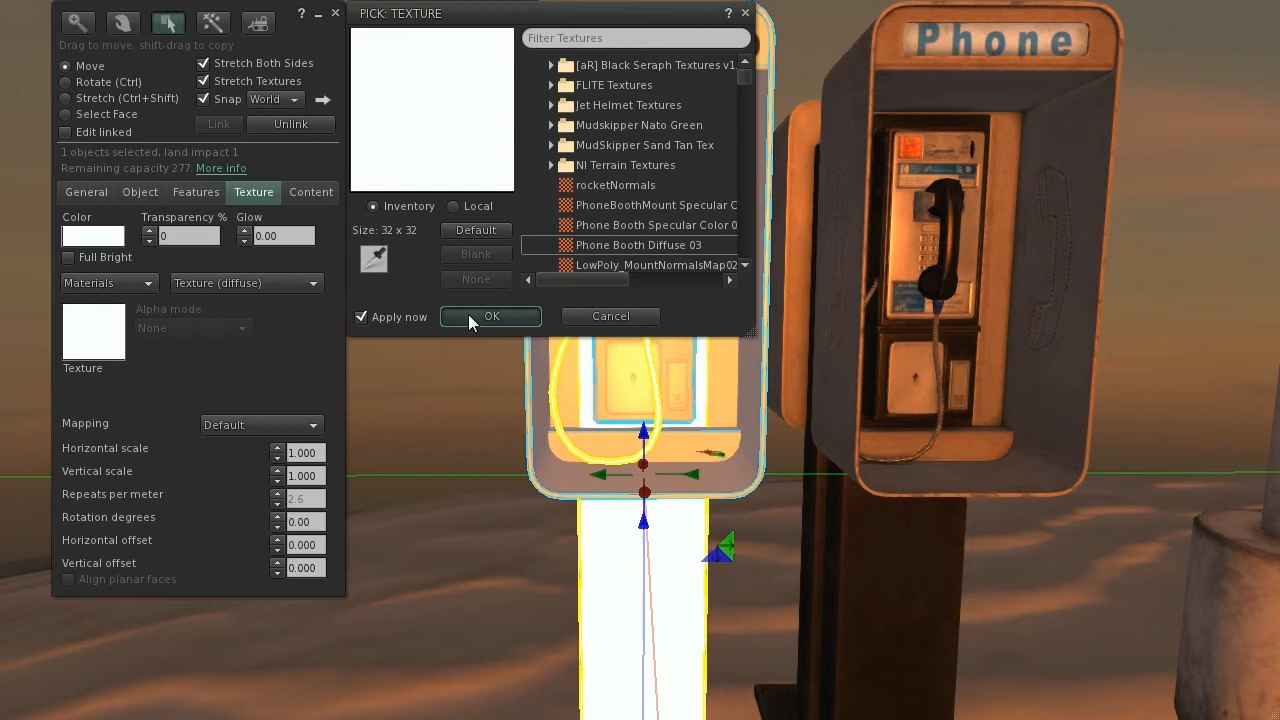 ?
Drag to move, shift-drag to copy
Move
Rotate (Ctrl)
Stretch (Ctrl+Shift)
Select Face
Edit linked
Stretch Both Sides
Stretch Textures
Snap World
Link Unlink
1 objects selected, land impact 1
Remaining capacity 277. More info
General Object Features Texture Content
Color Transparency % Glow
0 0.00
Full Bright
Materials Texture (diffuse)
Alpha mode
None
Texture
Mapping Default
Horizontal scale 1.000
Vertical scale 1.000
Repeats per meter 2.6
Rotation degrees 0.00
Horizontal offset 0.000
Vertical offset 0.000
Align planar faces
PICK: TEXTURE ?
Filter Textures
[aR] Black Seraph Textures v1.
FLITE Textures
Jet Helmet Textures
Mudskipper Nato Green
MudSkipper Sand Tan Tex
NI Terrain Textures
rocketNormals
PhoneBoothMount Specular C
Phone Booth Specular Color 0
Phone Booth Diffuse 03
LowPoly_MountNormalsMap02
Inventory Local
Size: 32 x 32 Default
Blank
None
Apply now OK Cancel
Phone